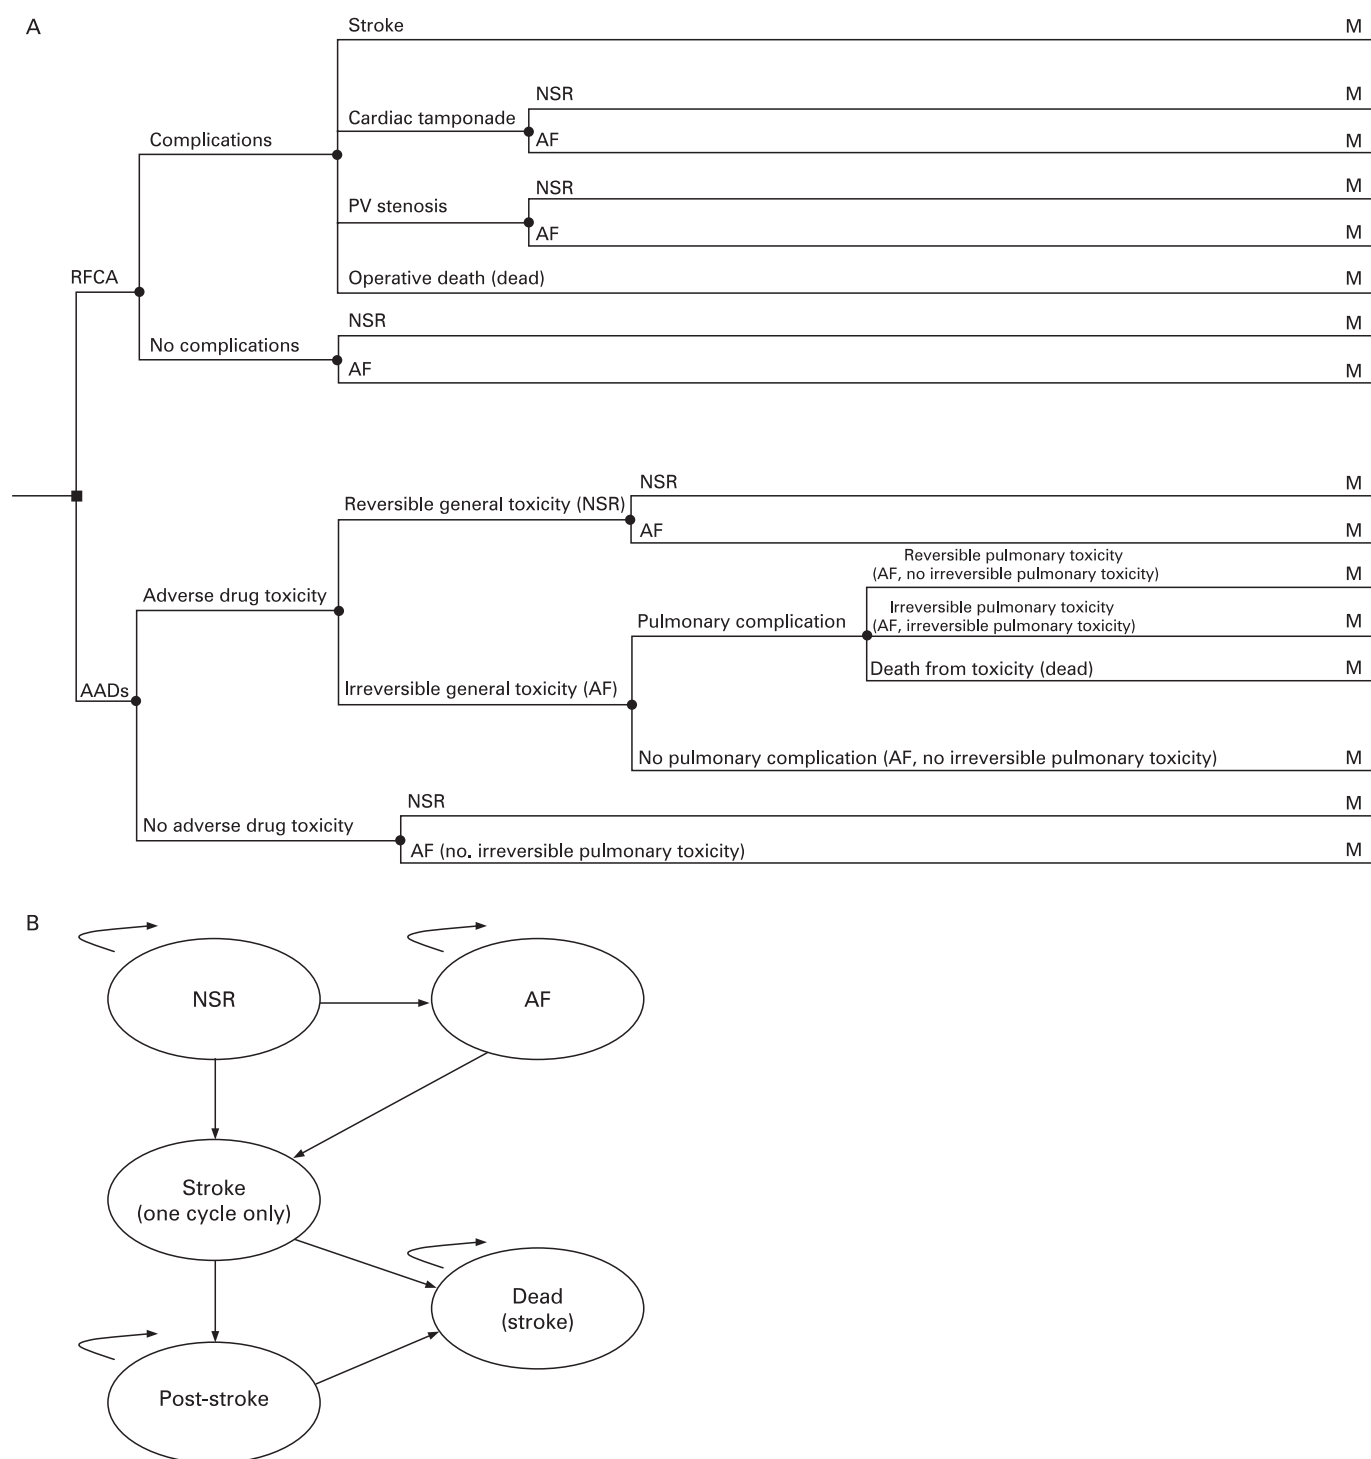 A
Stroke M
NSR M
Cardiac tamponade
AF M
Complications
NSR M
PV stenosis
AF M
RFCA
Operative death (dead) M
NSR M
No complications
AF M
NSR M
Reversible general toxicity (NSR)
AF M
Reversible pulmonary toxicity
(AF, no irreversible pulmonary toxicity) M
Adverse drug toxicity
Irreversible pulmonary toxicity
Pulmonary complication
(AF, irreversible pulmonary toxicity) M
Death from toxicity (dead) M
AADs
Irreversible general toxicity (AF)
No pulmonary complication (AF, no irreversible pulmonary toxicity) M
NSR M
No adverse drug toxicity
AF (no. irreversible pulmonary toxicity) M
B
NSR
AF
Stroke
(one cycle only)
Dead
(stroke)
Post-stroke